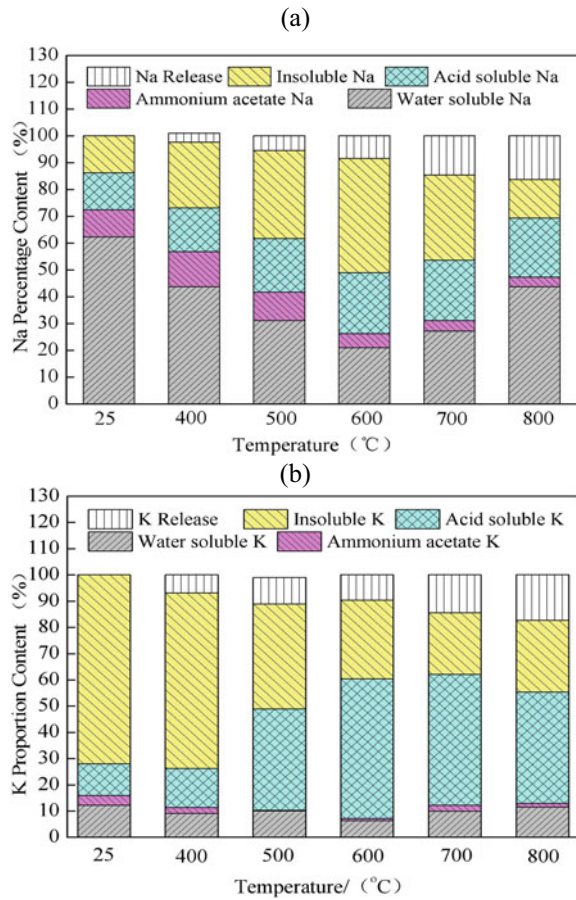 (a)
130
120
110
100
90
80
70
60
50
40
30
20
10
0
Na Percentage Content （%）
Na Release Insoluble Na Acid soluble Na
Ammonium acetate Na Water soluble Na
25 400 500 600 700 800
Temperature（℃）
(b)
130
120
110
100
90
80
70
60
50
40
30
20
10
0
K Proportion Content （%）
K Release Insoluble K Acid soluble K
Water soluble K Ammonium acetate K
25 400 500 600 700 800
Temperature/（°C）